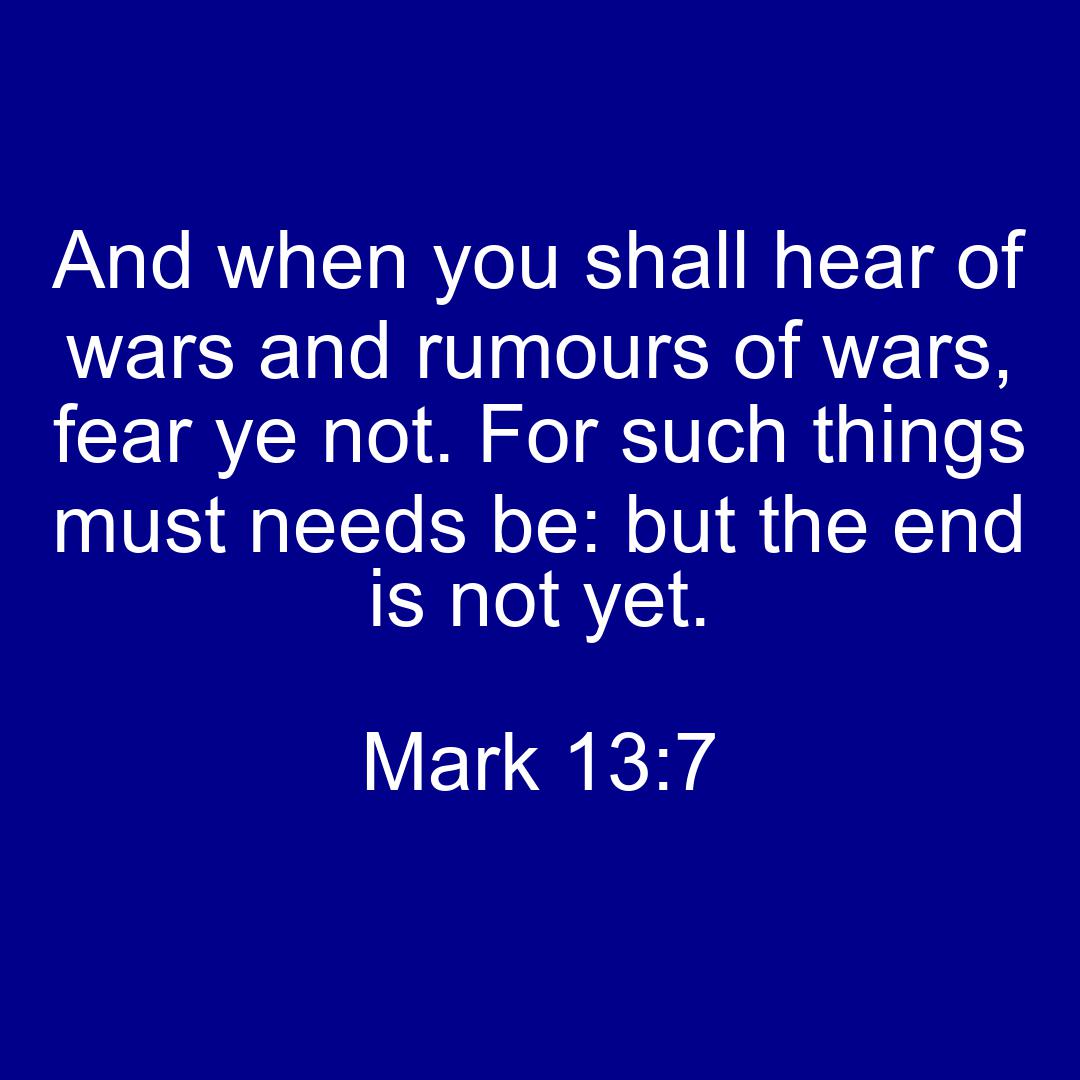 And when you shall hear of
wars and rumours of wars,
fear ye not. For such things
must needs be: but the end
is not yet.
Mark 13:7